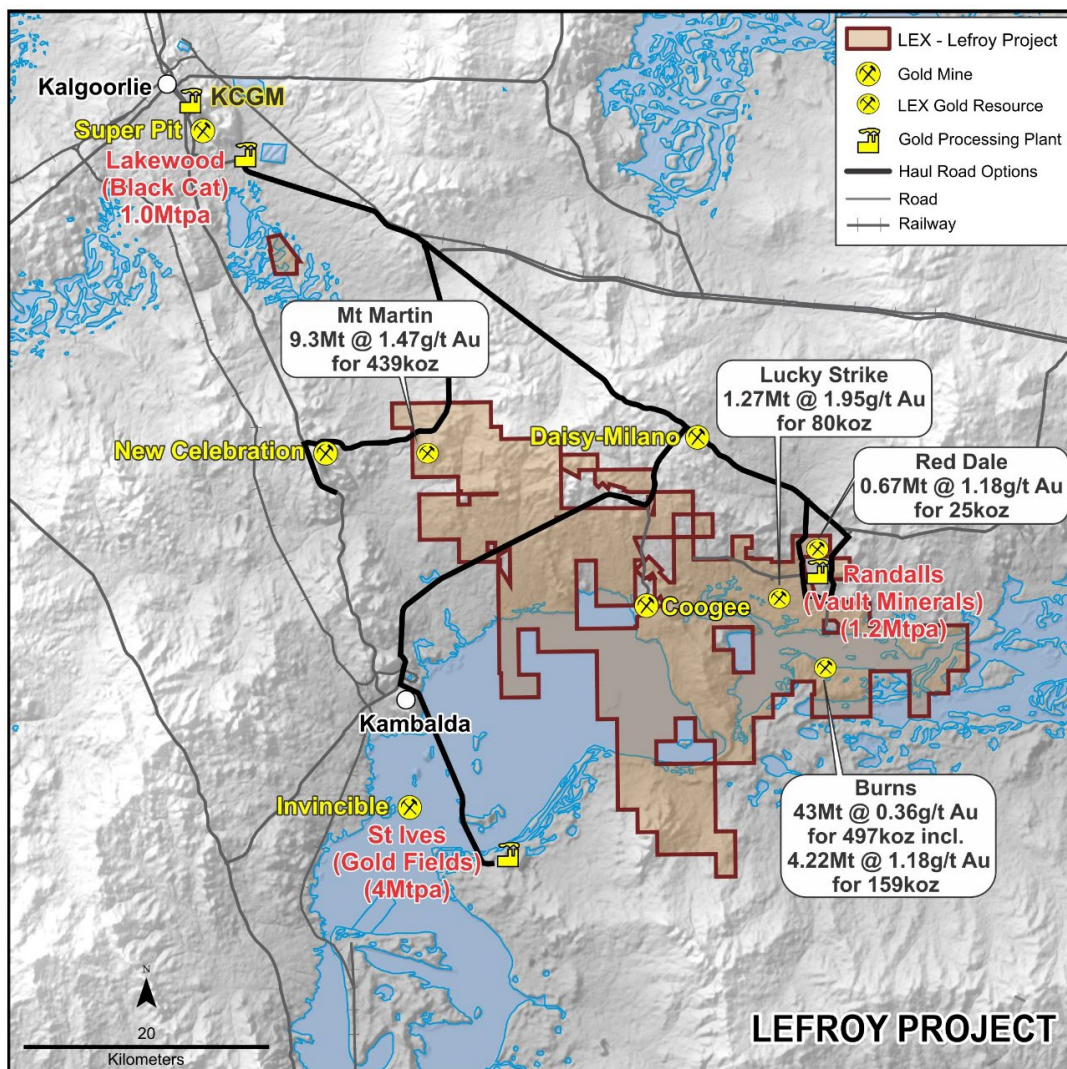 Kalgoorlie
KCGM
Super Pit
Lakewood
(Black Cat)
1.0Mtpa
LEX - Lefroy Project
Gold Mine
LEX Gold Resource
Gold Processing Plant
Haul Road Options
Road
Railway
Mt Martin
9.3Mt @ 1.47g/t Au
for 439koz
Lucky Strike
1.27Mt @ 1.95g/t Au
for 80koz
New Celebration
Daisy-Milano
Red Dale
0.67Mt @ 1.18g/t Au
for 25koz
Coogee
Randalls
(Vault Minerals)
(1.2Mtpa)
Kambalda
Burns
43Mt @ 0.36g/t Au
for 497koz incl.
4.22Mt @ 1.18g/t Au
for 159koz
Invincible
St Ives
(Gold Fields)
(4Mtpa)
N
20
Kilometers
LEFROY PROJECT